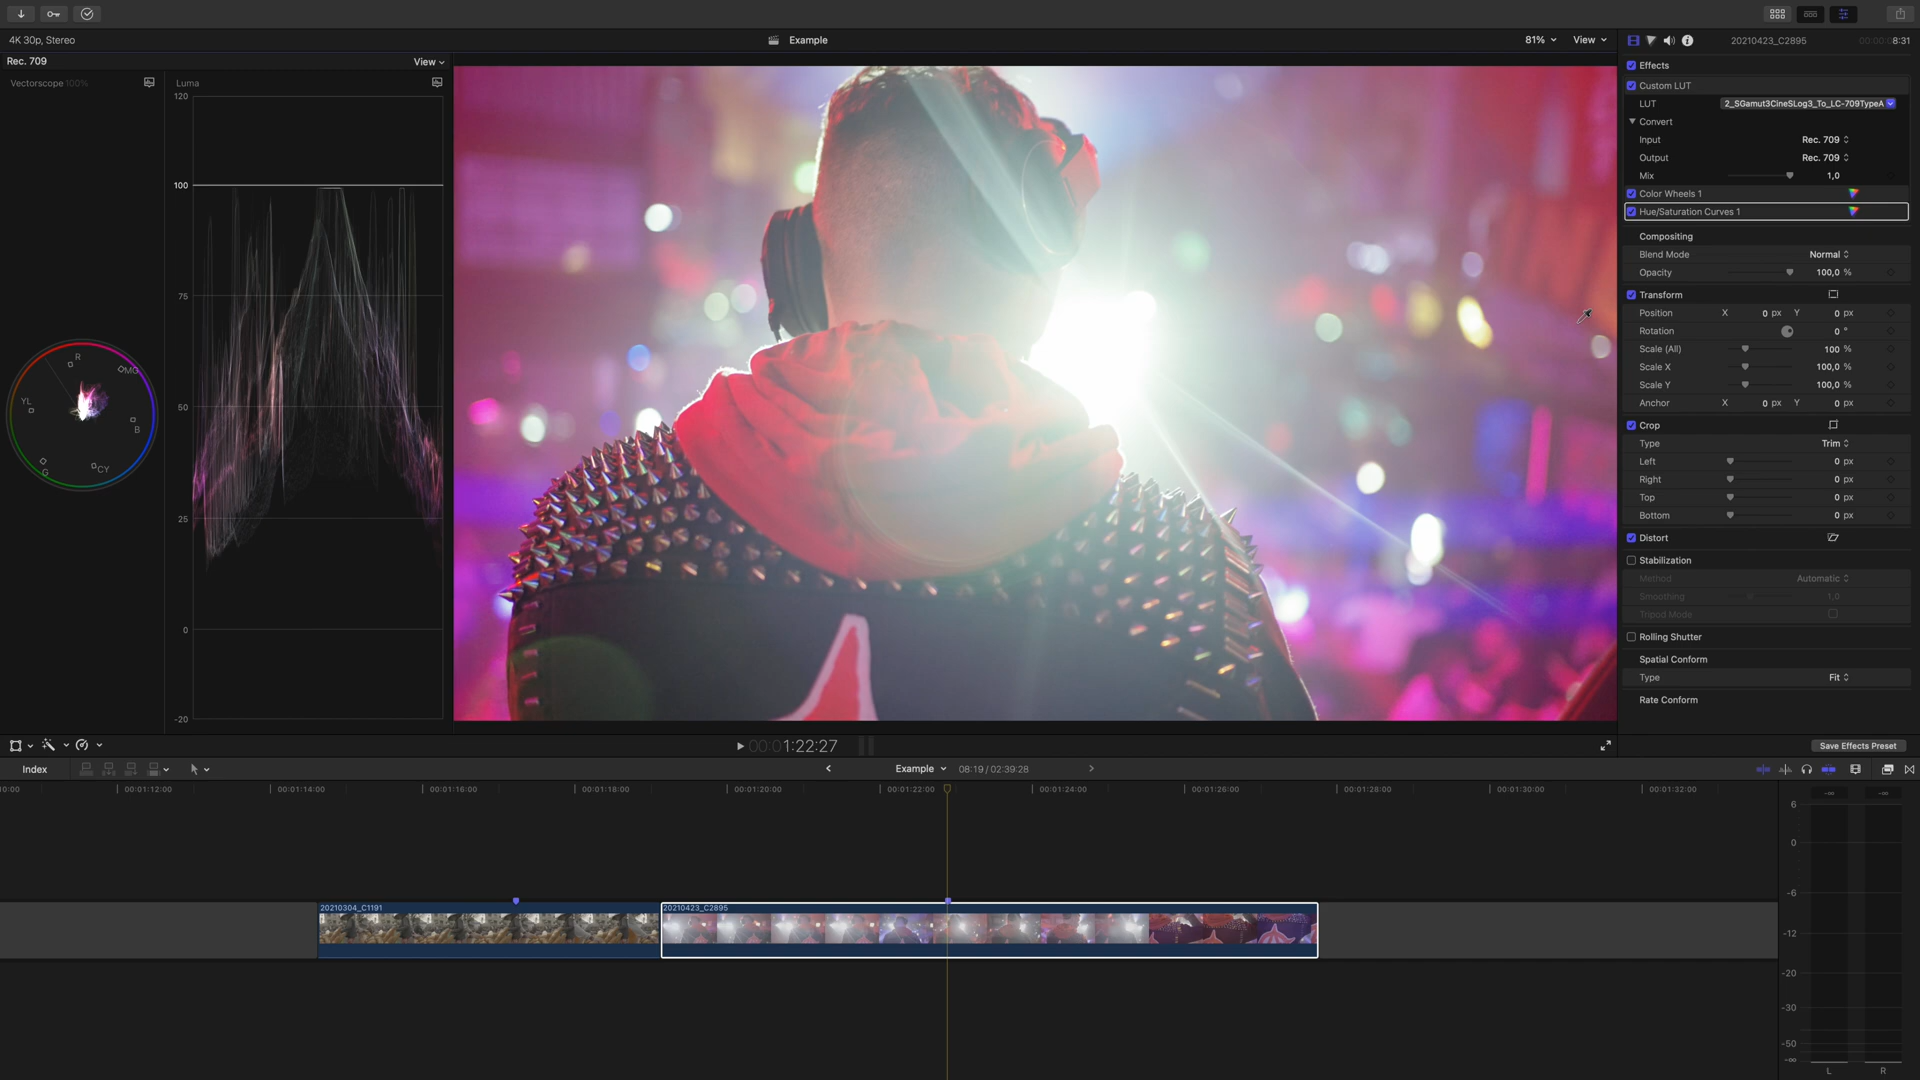 4K 30p, Stereo
Example
81%
View
20210423_C2895
00:00:08:31
Rec. 709
View
Vectorscope 100%
Luma
120
100
75
50
25
0
-20
R
MG
B
CY
G
YL
Effects
Custom LUT
LUT
2_SGamut3CineSLog3_To_LC-709TypeA
Convert
Input
Rec. 709
Output
Rec. 709
Mix
1,0
Color Wheels 1
Hue/Saturation Curves 1
Compositing
Blend Mode
Normal
Opacity
100,0 %
Transform
Position
X 0 px Y 0 px
Rotation
0 °
Scale (All)
100 %
Scale X
100,0 %
Scale Y
100,0 %
Anchor
X 0 px Y 0 px
Crop
Type
Trim
Left
0 px
Right
0 px
Top
0 px
Bottom
0 px
Distort
Stabilization
Method
Automatic
Smoothing
1,0
Tripod Mode
Rolling Shutter
Spatial Conform
Type
Fit
Rate Conform
Save Effects Preset
00:01:22:27
Index
Example
08:19 / 02:39:28
00:01:12:00
00:01:14:00
00:01:16:00
00:01:18:00
00:01:20:00
00:01:22:00
00:01:24:00
00:01:26:00
00:01:28:00
00:01:30:00
00:01:32:00
20210304_C1191
20210423_C2895
-∞ -∞
6
0
-6
-12
-20
-30
-50
-∞
L R